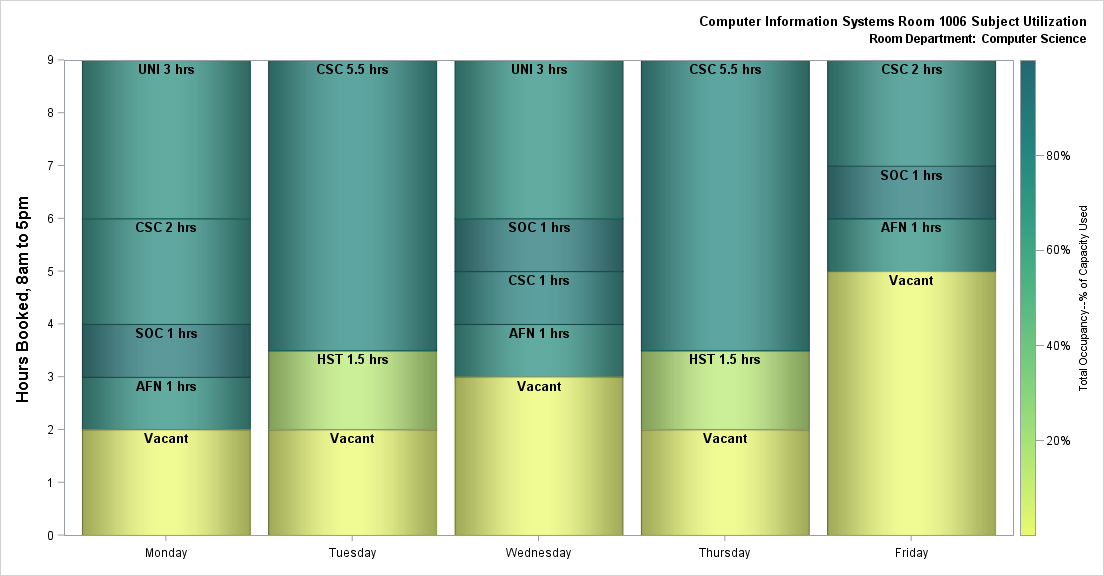 Computer Information Systems Room 1006 Subject Utilization
Room Department: Computer Science
Hours Booked, 8am to 5pm
9
8
7
6
5
4
3
2
1
0
UNI 3 hrs
CSC 2 hrs
SOC 1 hrs
AFN 1 hrs
Vacant
CSC 5.5 hrs
HST 1.5 hrs
Vacant
UNI 3 hrs
SOC 1 hrs
CSC 1 hrs
AFN 1 hrs
Vacant
CSC 5.5 hrs
HST 1.5 hrs
Vacant
CSC 2 hrs
SOC 1 hrs
AFN 1 hrs
Vacant
Monday
Tuesday
Wednesday
Thursday
Friday
80%
60%
40%
20%
Total Occupancy--% of Capacity Used